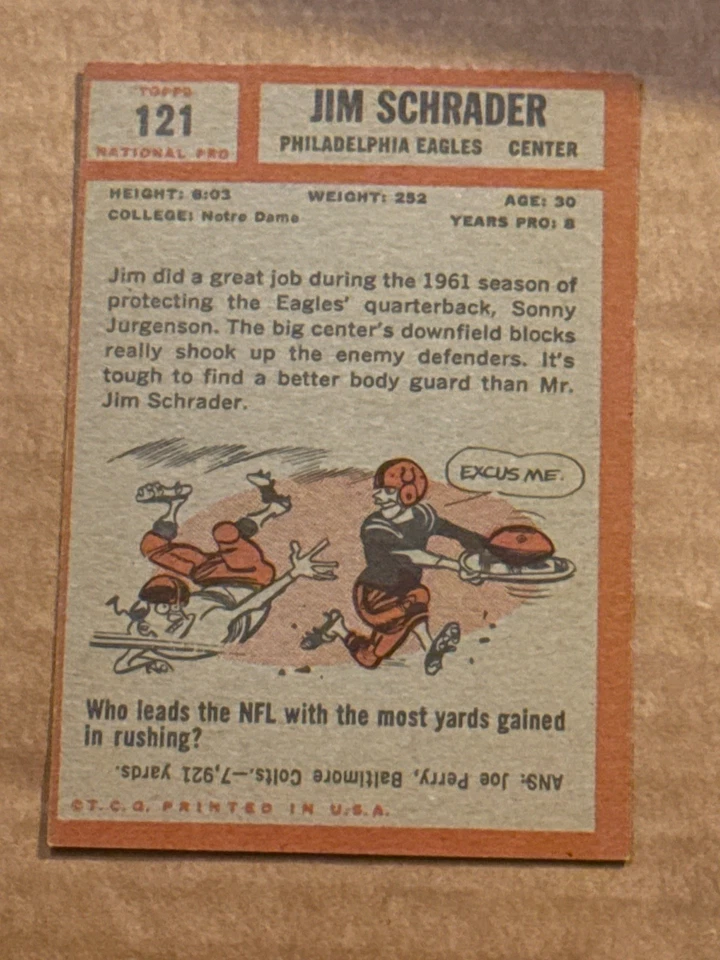 TOPPS
121
NATIONAL PRO
JIM SCHRADER
PHILADELPHIA EAGLES CENTER
HEIGHT: 6:03 WEIGHT: 252 AGE: 30
COLLEGE: Notre Dame YEARS PRO: 8
Jim did a great job during the 1961 season of
protecting the Eagles' quarterback, Sonny
Jurgenson. The big center's downfield blocks
really shook up the enemy defenders. It's
tough to find a better body guard than Mr.
Jim Schrader.
EXCUS ME.
Who leads the NFL with the most yards gained
in rushing?
ANS: Joe Perry, Baltimore Colts.—7,921 yards.
©T.C.G. PRINTED IN U.S.A.